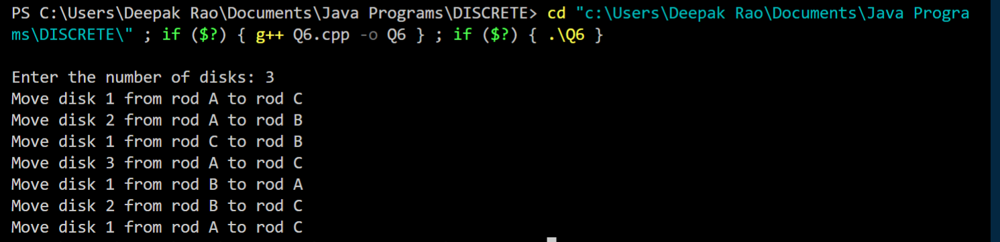 PS C:\Users\Deepak Rao\Documents\Java Programs\DISCRETE> cd "c:\Users\Deepak Rao\Documents\Java Progra
ms\DISCRETE\" ; if ($?) { g++ Q6.cpp -o Q6 } ; if ($?) { .\Q6 }
Enter the number of disks: 3
Move disk 1 from rod A to rod C
Move disk 2 from rod A to rod B
Move disk 1 from rod C to rod B
Move disk 3 from rod A to rod C
Move disk 1 from rod B to rod A
Move disk 2 from rod B to rod C
Move disk 1 from rod A to rod C